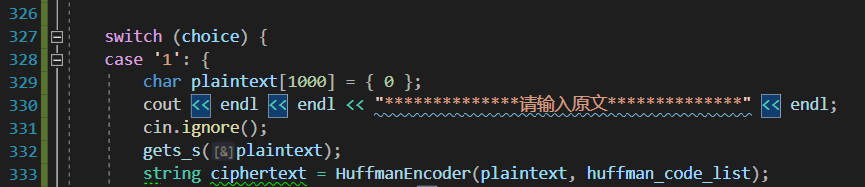 326
327 switch (choice) {
328 case '1': {
329 char plaintext[1000] = { 0 };
330 cout << endl << endl << "**************请输入原文**************" << endl;
331 cin.ignore();
332 gets_s([&]plaintext);
333 string ciphertext = HuffmanEncoder(plaintext, huffman_code_list);